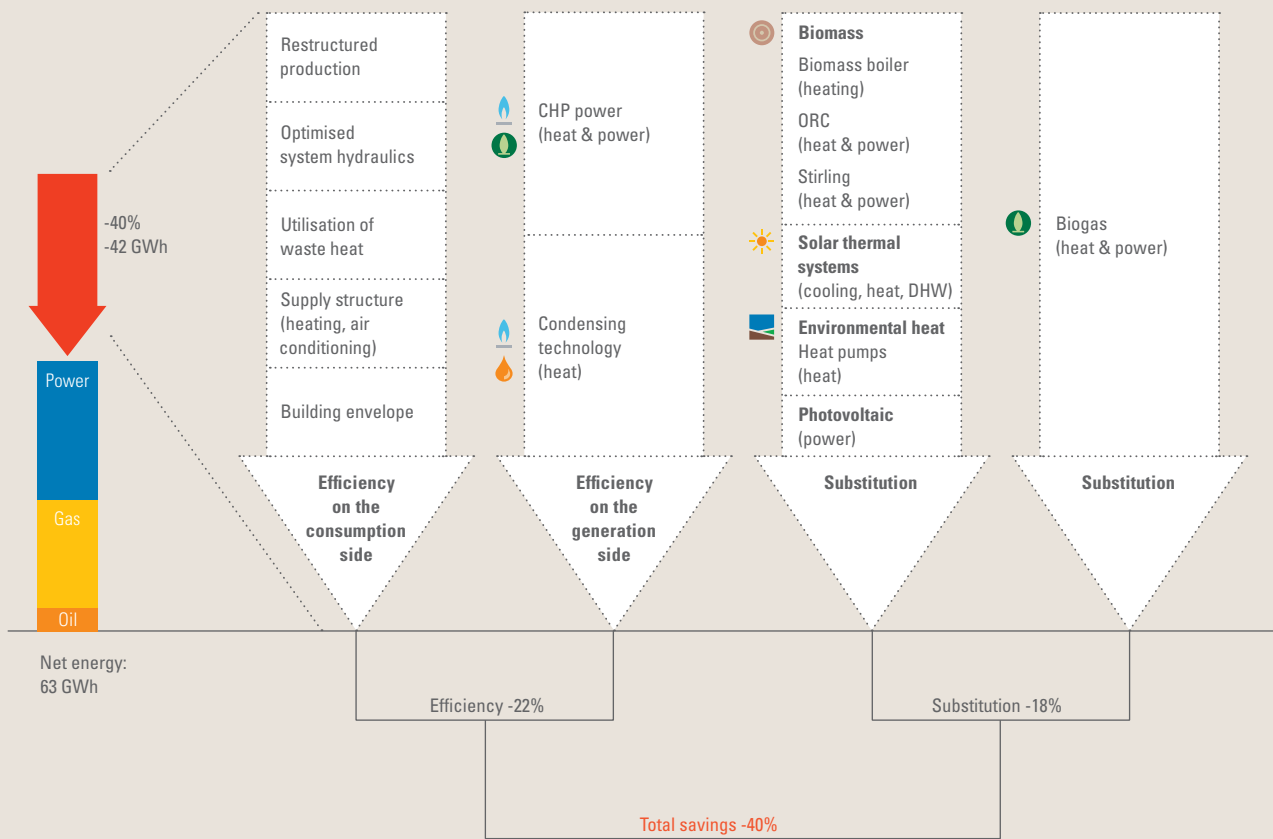 -40%
-42 GWh
Power
Gas
Oil
Net energy:
63 GWh
Restructured
production
Optimised
system hydraulics
Utilisation of
waste heat
Supply structure
(heating, air
conditioning)
Building envelope
Efficiency
on the
consumption
side
CHP power
(heat & power)
Condensing
technology
(heat)
Efficiency
on the
generation
side
Biomass
Biomass boiler
(heating)
ORC
(heat & power)
Stirling
(heat & power)
Solar thermal
systems
(cooling, heat, DHW)
Environmental heat
Heat pumps
(heat)
Photovoltaic
(power)
Substitution
Biogas
(heat & power)
Substitution
Efficiency -22%
Substitution -18%
Total savings -40%